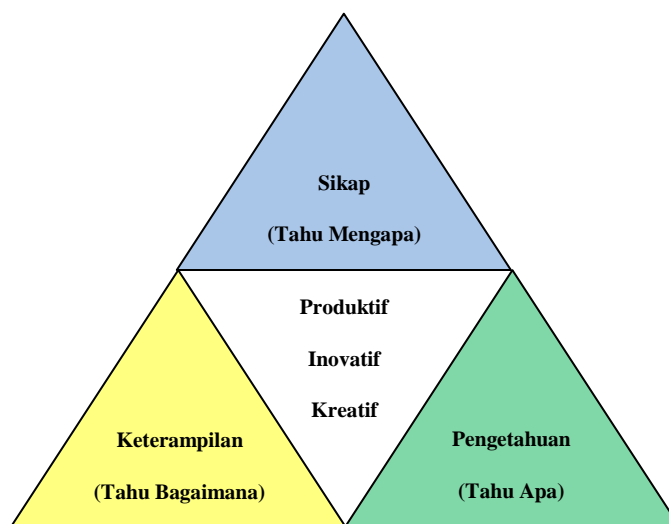 Sikap
(Tahu Mengapa)
Produktif
Inovatif
Kreatif
Keterampilan
(Tahu Bagaimana)
Pengetahuan
(Tahu Apa)